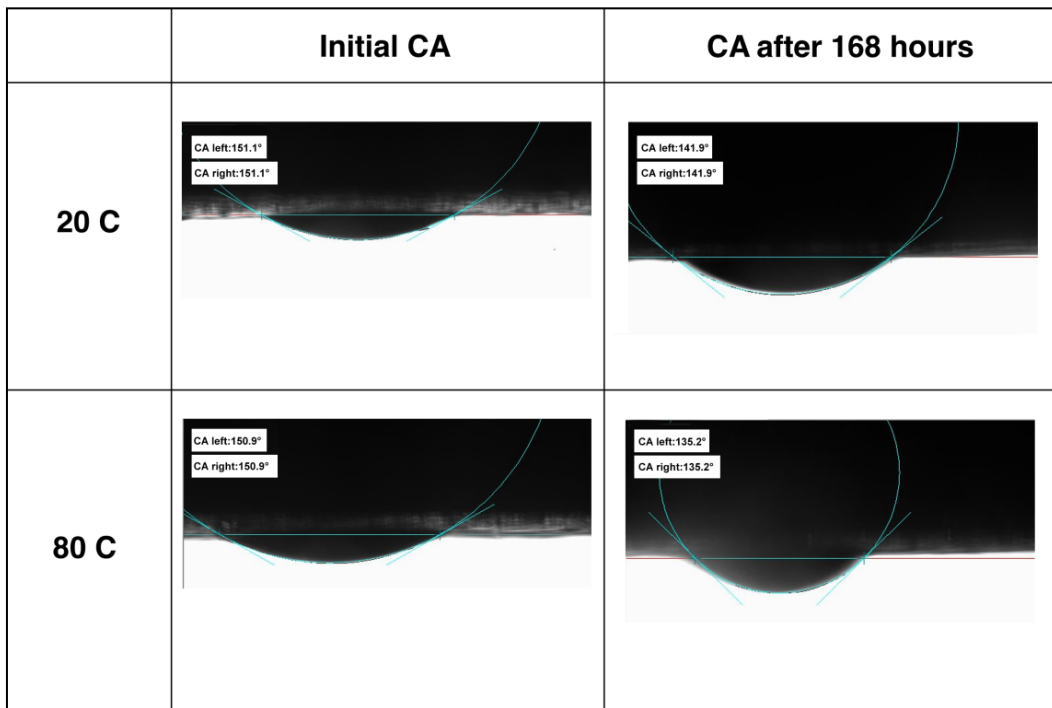 Initial CA
CA after 168 hours
20 C
CA left:151.1°
CA right:151.1°
CA left:141.9°
CA right:141.9°
80 C
CA left:150.9°
CA right:150.9°
CA left:135.2°
CA right:135.2°